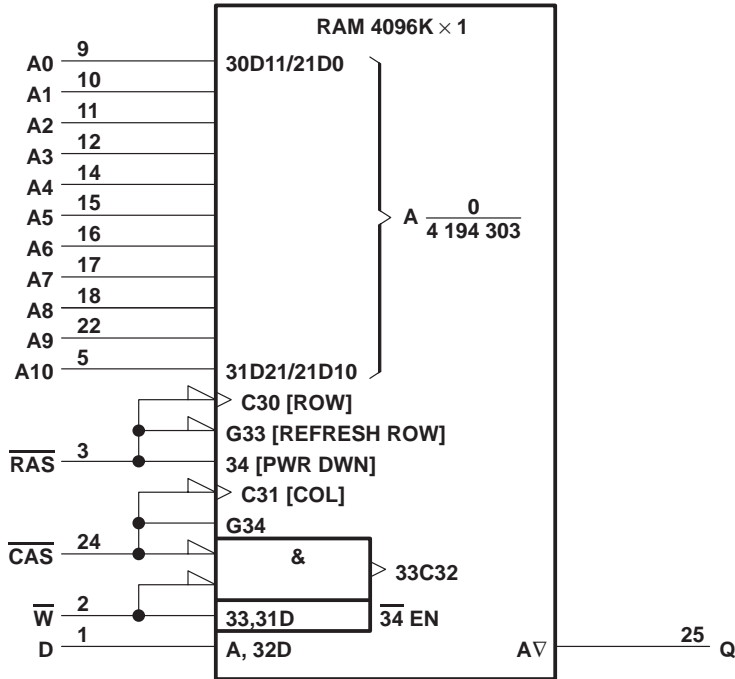 RAM 4096K × 1
A0 9 30D11/21D0
A1 10
A2 11
A3 12
A4 14
A5 15
A 0
4 194 303
A6 16
A7 17
A8 18
A9 22
A10 5 31D21/21D10
C30 [ROW]
G33 [REFRESH ROW]
RAS 3 34 [PWR DWN]
C31 [COL]
G34
CAS 24 &
33C32
W 2 33,31D 34 EN
D 1 A, 32D A∇ 25 Q